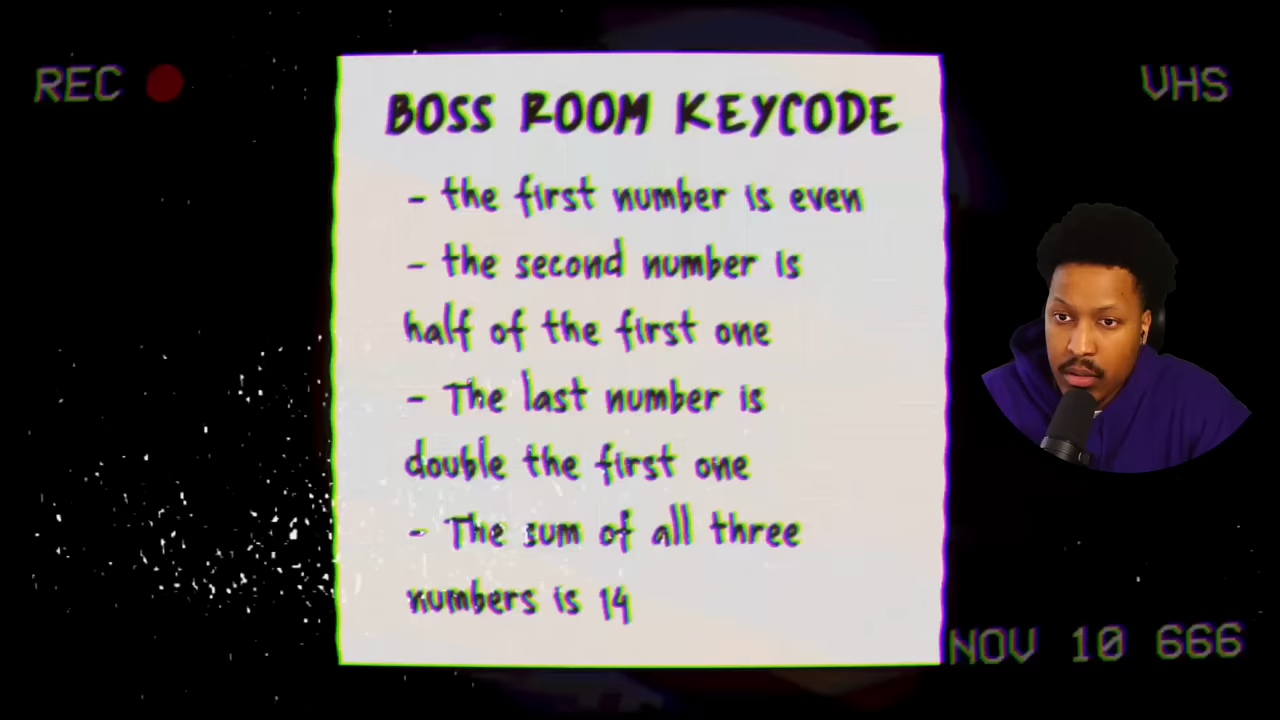 REC
VHS
BOSS ROOM KEYCODE
- the first number is even
- the second number is
half of the first one
- The last number is
double the first one
- The sum of all three
numbers is 14
NOV 10 666